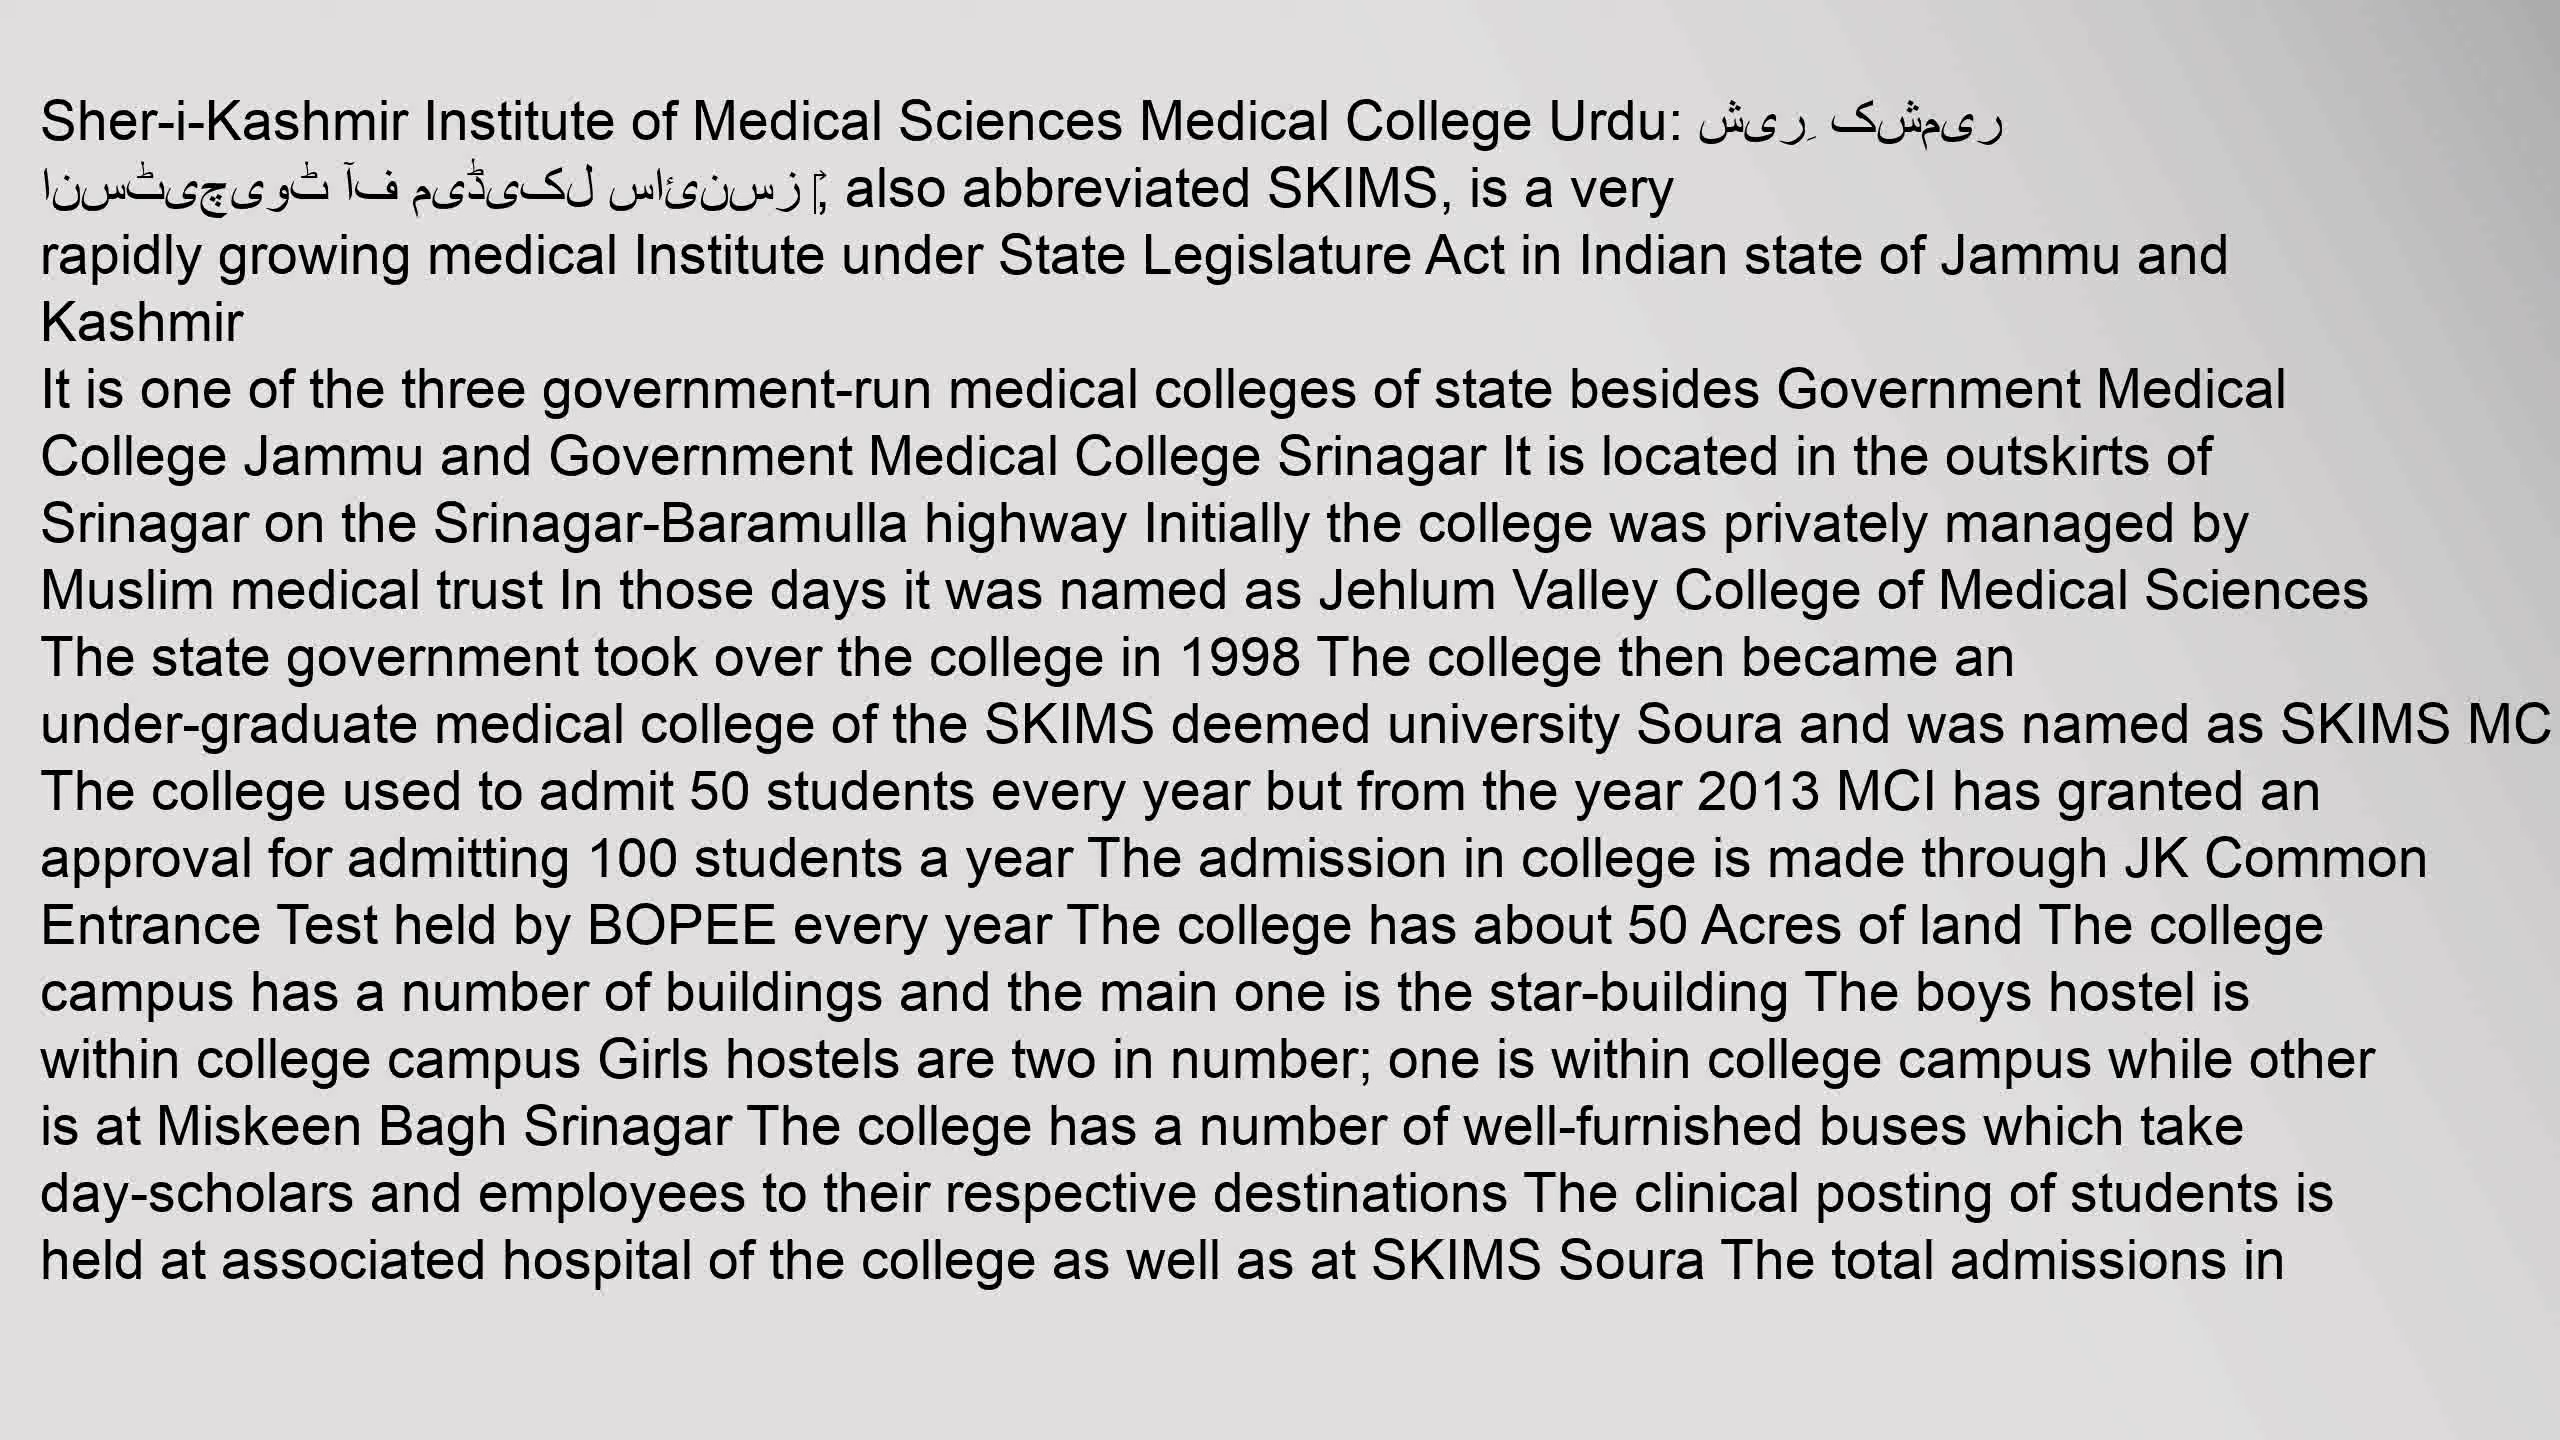 Sher-i-Kashmir Institute of Medical Sciences Medical College Urdu: شیرِ کشمیر
انسٹیچیوٹ آف میڈیکل سائنسز, also abbreviated SKIMS, is a very
rapidly growing medical Institute under State Legislature Act in Indian state of Jammu and
Kashmir
It is one of the three government-run medical colleges of state besides Government Medical
College Jammu and Government Medical College Srinagar It is located in the outskirts of
Srinagar on the Srinagar-Baramulla highway Initially the college was privately managed by
Muslim medical trust In those days it was named as Jehlum Valley College of Medical Sciences
The state government took over the college in 1998 The college then became an
under-graduate medical college of the SKIMS deemed university Soura and was named as SKIMS MC
The college used to admit 50 students every year but from the year 2013 MCI has granted an
approval for admitting 100 students a year The admission in college is made through JK Common
Entrance Test held by BOPEE every year The college has about 50 Acres of land The college
campus has a number of buildings and the main one is the star-building The boys hostel is
within college campus Girls hostels are two in number; one is within college campus while other
is at Miskeen Bagh Srinagar The college has a number of well-furnished buses which take
day-scholars and employees to their respective destinations The clinical posting of students is
held at associated hospital of the college as well as at SKIMS Soura The total admissions in